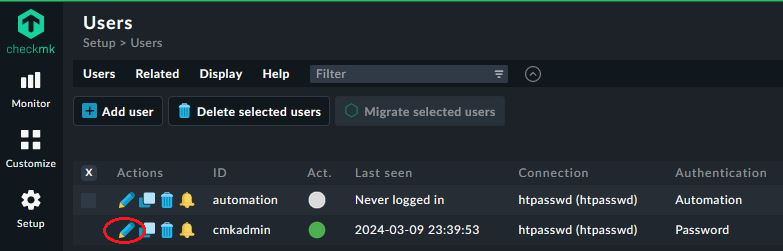 Users
Setup > Users
checkmk
Users Related Display Help Filter
Monitor
Add user Delete selected users Migrate selected users
Customize
X Actions ID Act. Last seen Connection Authentication
automation Never logged in htpasswd (htpasswd) Automation
Setup
cmkadmin 2024-03-09 23:39:53 htpasswd (htpasswd) Password